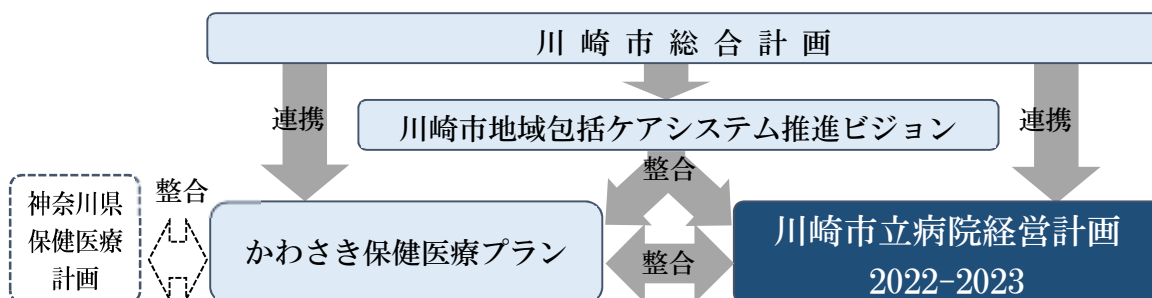 川崎市総合計画
連携
川崎市地域包括ケアシステム推進ビジョン
連携
整合
神奈川県
保健医療
計画
整合
かわさき保健医療プラン
整合
川崎市立病院経営計画
2022-2023